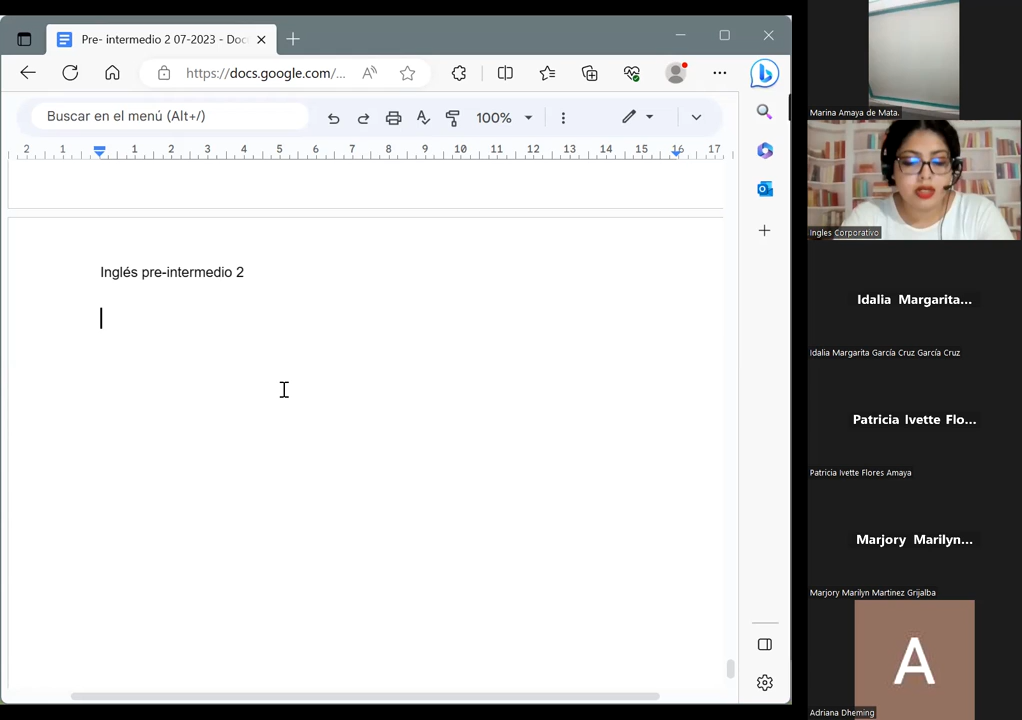 Pre- intermedio 2 07-2023 - Doc
https://docs.google.com/...
Buscar en el menú (Alt+/)
100%
2 1 1 2 3 4 5 6 7 8 9 10 11 12 13 14 15 16 17
Inglés pre-intermedio 2
Marina Amaya de Mata.
Ingles Corporativo
Idalia Margarita...
Idalia Margarita García Cruz García Cruz
Patricia Ivette Flo...
Patricia Ivette Flores Amaya
Marjory Marilyn...
Marjory Marilyn Martinez Grijalba
A
Adriana Dheming